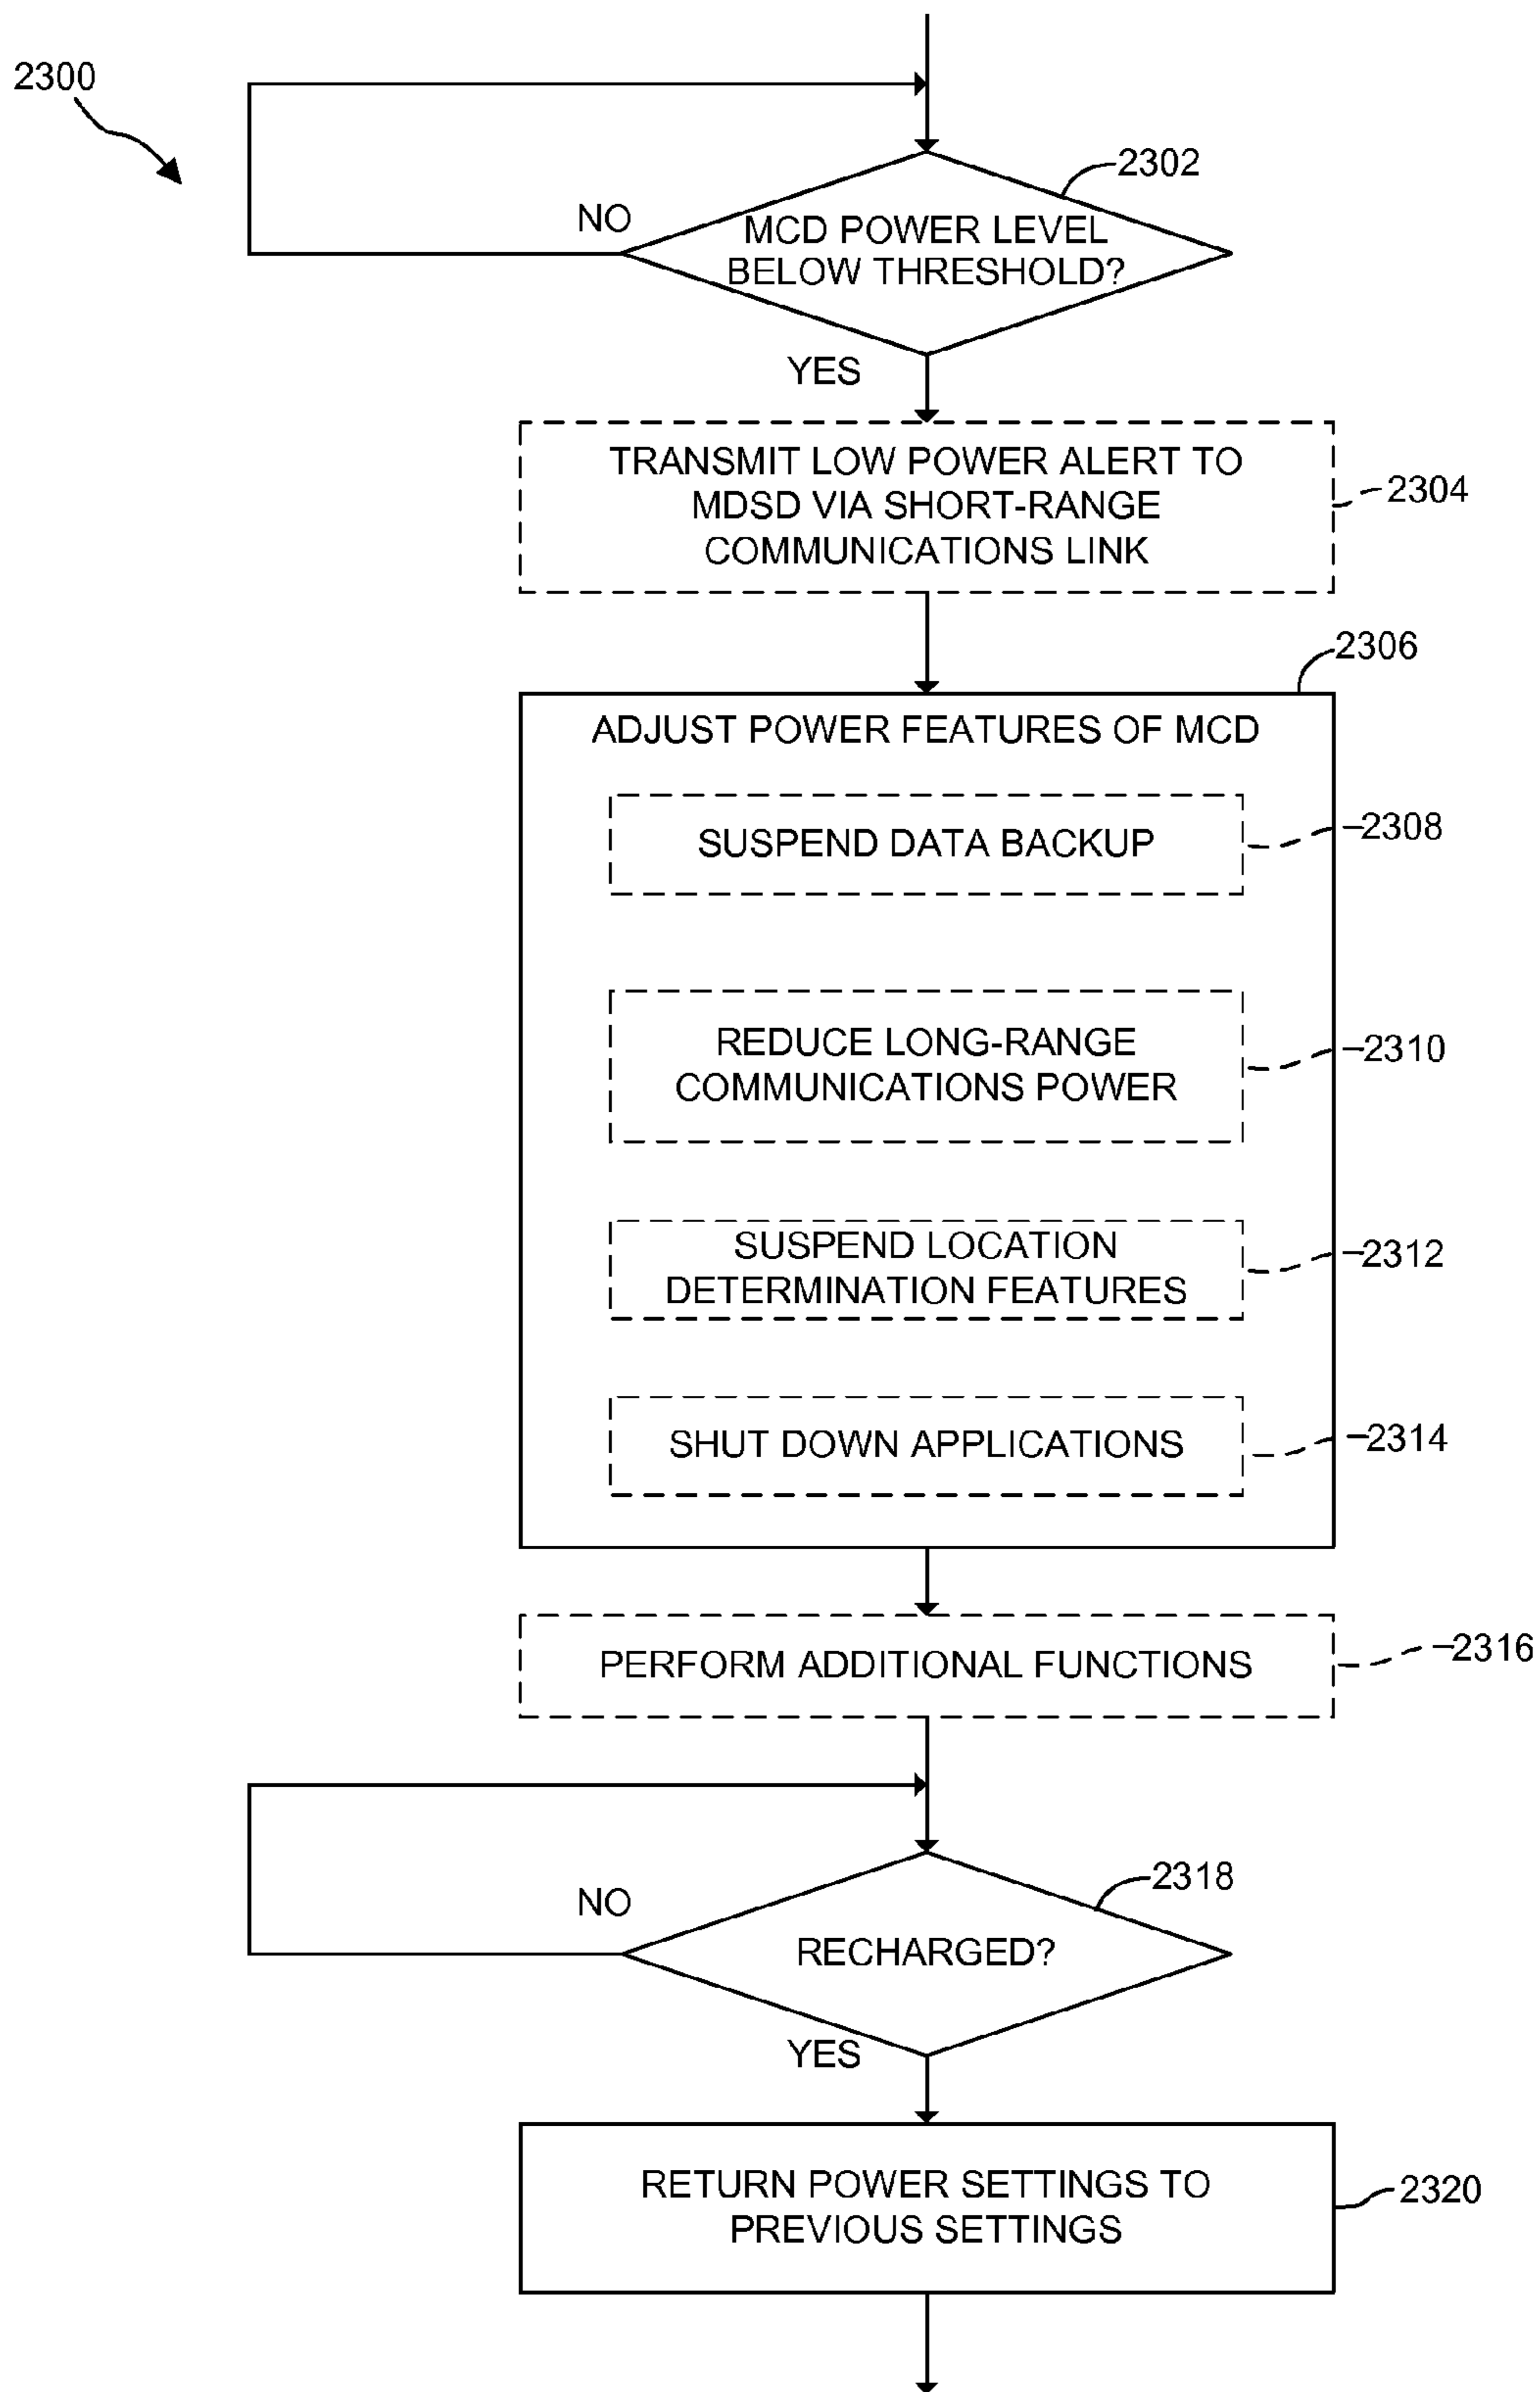 2300
2302
NO
MCD POWER LEVEL
BELOW THRESHOLD?
YES
TRANSMIT LOW POWER ALERT TO
MDSD VIA SHORT-RANGE
COMMUNICATIONS LINK
2304
2306
ADJUST POWER FEATURES OF MCD
SUSPEND DATA BACKUP
2308
REDUCE LONG-RANGE
COMMUNICATIONS POWER
2310
SUSPEND LOCATION
DETERMINATION FEATURES
2312
SHUT DOWN APPLICATIONS
2314
PERFORM ADDITIONAL FUNCTIONS
2316
2318
NO
RECHARGED?
YES
RETURN POWER SETTINGS TO
PREVIOUS SETTINGS
2320